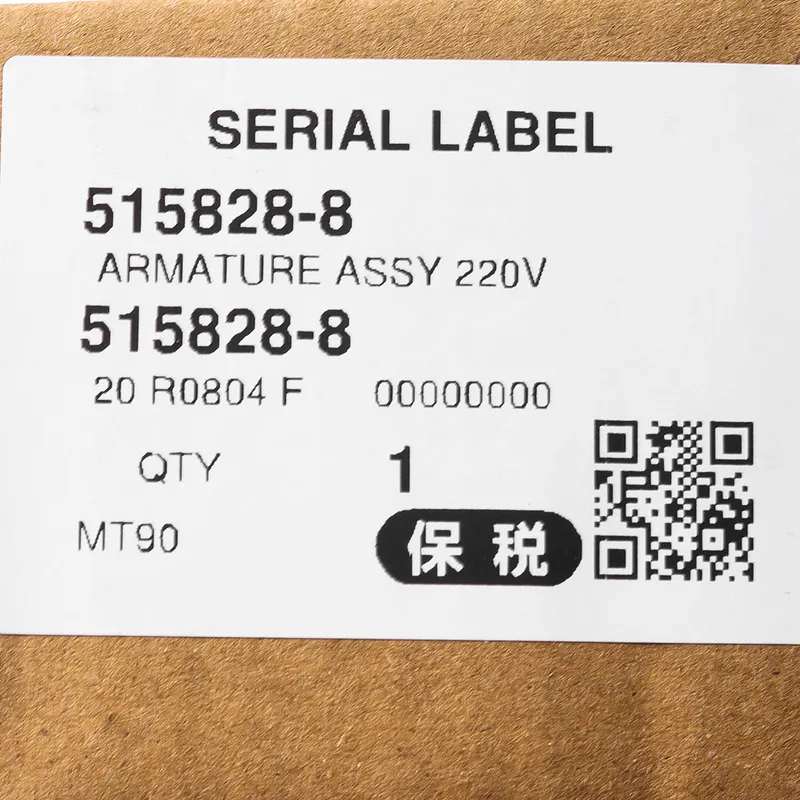 SERIAL LABEL
515828-8
ARMATURE ASSY 220V
515828-8
20 R0804 F 00000000
QTY 1
MT90 保税